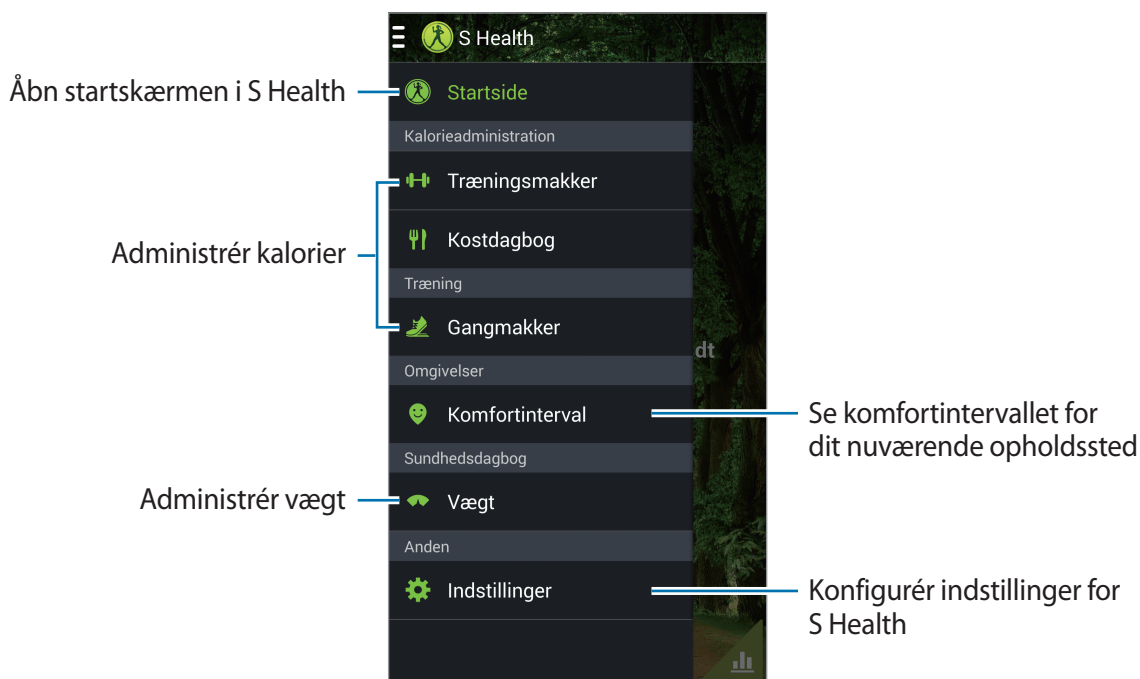 S Health
Åbn startskærmen i S Health
Startside
Kalorieadministration
Træningsmakker
Administrér kalorier
Kostdagbog
Træning
Gangmakker
dt
Omgivelser
Komfortinterval
Se komfortintervallet for
dit nuværende opholdssted
Sundhedsdagbog
Administrér vægt
Vægt
Anden
Indstillinger
Konfigurér indstillinger for
S Health